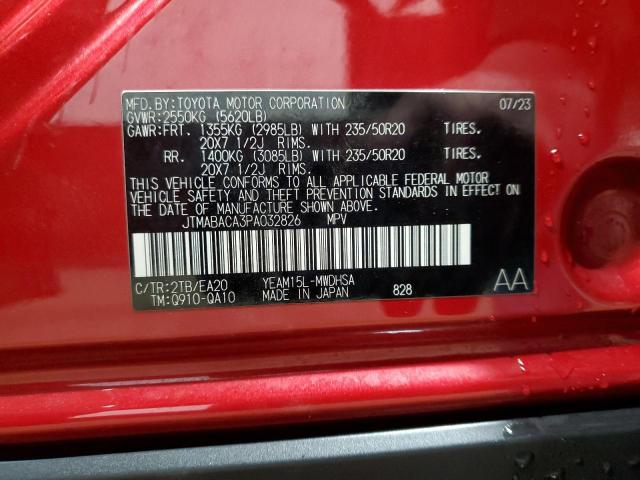 MFD.BY:TOYOTA MOTOR CORPORATION 07/23
GVWR:2550KG (5620LB)
GAWR:FRT. 1355KG (2985LB) WITH 235/50R20 TIRES.
20X7 1/2J RIMS.
RR. 1400KG (3085LB) WITH 235/50R20 TIRES.
20X7 1/2J RIMS.
THIS VEHICLE CONFORMS TO ALL APPLICABLE FEDERAL MOTOR
VEHICLE SAFETY AND THEFT PREVENTION STANDARDS IN EFFECT ON
THE DATE OF MANUFACTURE SHOWN ABOVE.
JTMABACA3PA032826 MPV
C/TR:2TB/EA20 YEAM15L-MWDHSA
TM:Q910-QA10 MADE IN JAPAN 828 AA